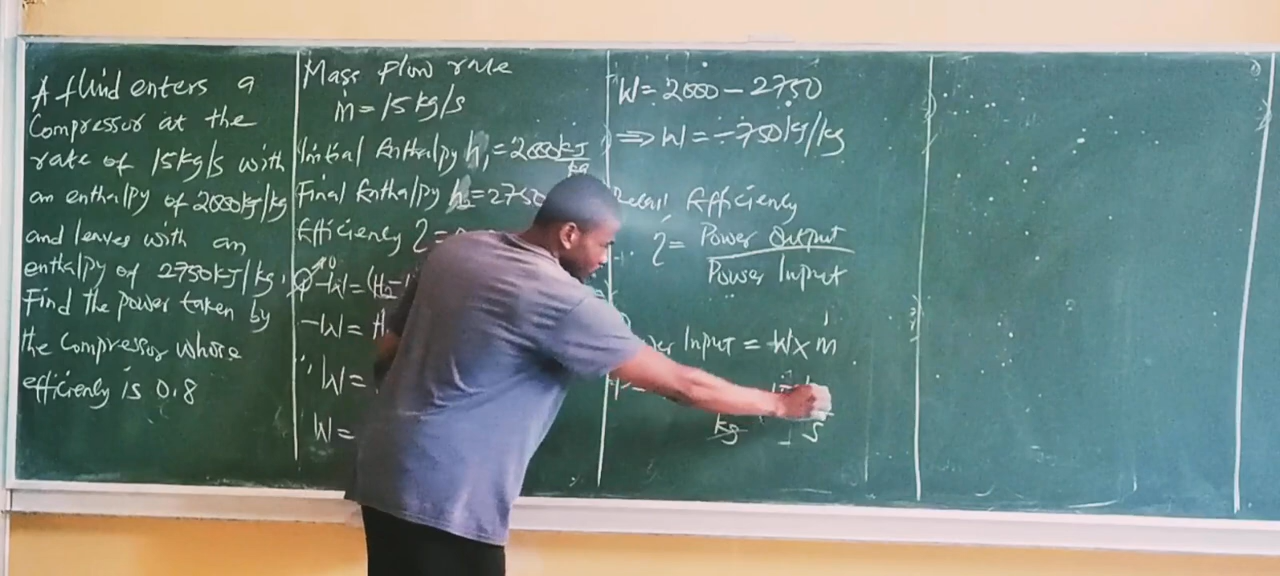 A fluid enters a
Compressor at the
rate of 15kg/s with
an enthalpy of 2000kJ/kg
and leaves with an
enthalpy of 2750kJ/kg.
Find the power taken by
the compressor whose
efficiency is 0.8
Mass flow rate
ṁ = 15kg/s
Initial Enthalpy h₁ = 2000kJ/kg
Final Enthalpy h₂ = 2750
Efficiency η =
-W = (H₂-
-W = H
W =
W =
W = 2000 - 2750
⇒ W = -750kJ/kg
Recall Efficiency
η = Power Output
Power Input
Input = W x ṁ
kg s